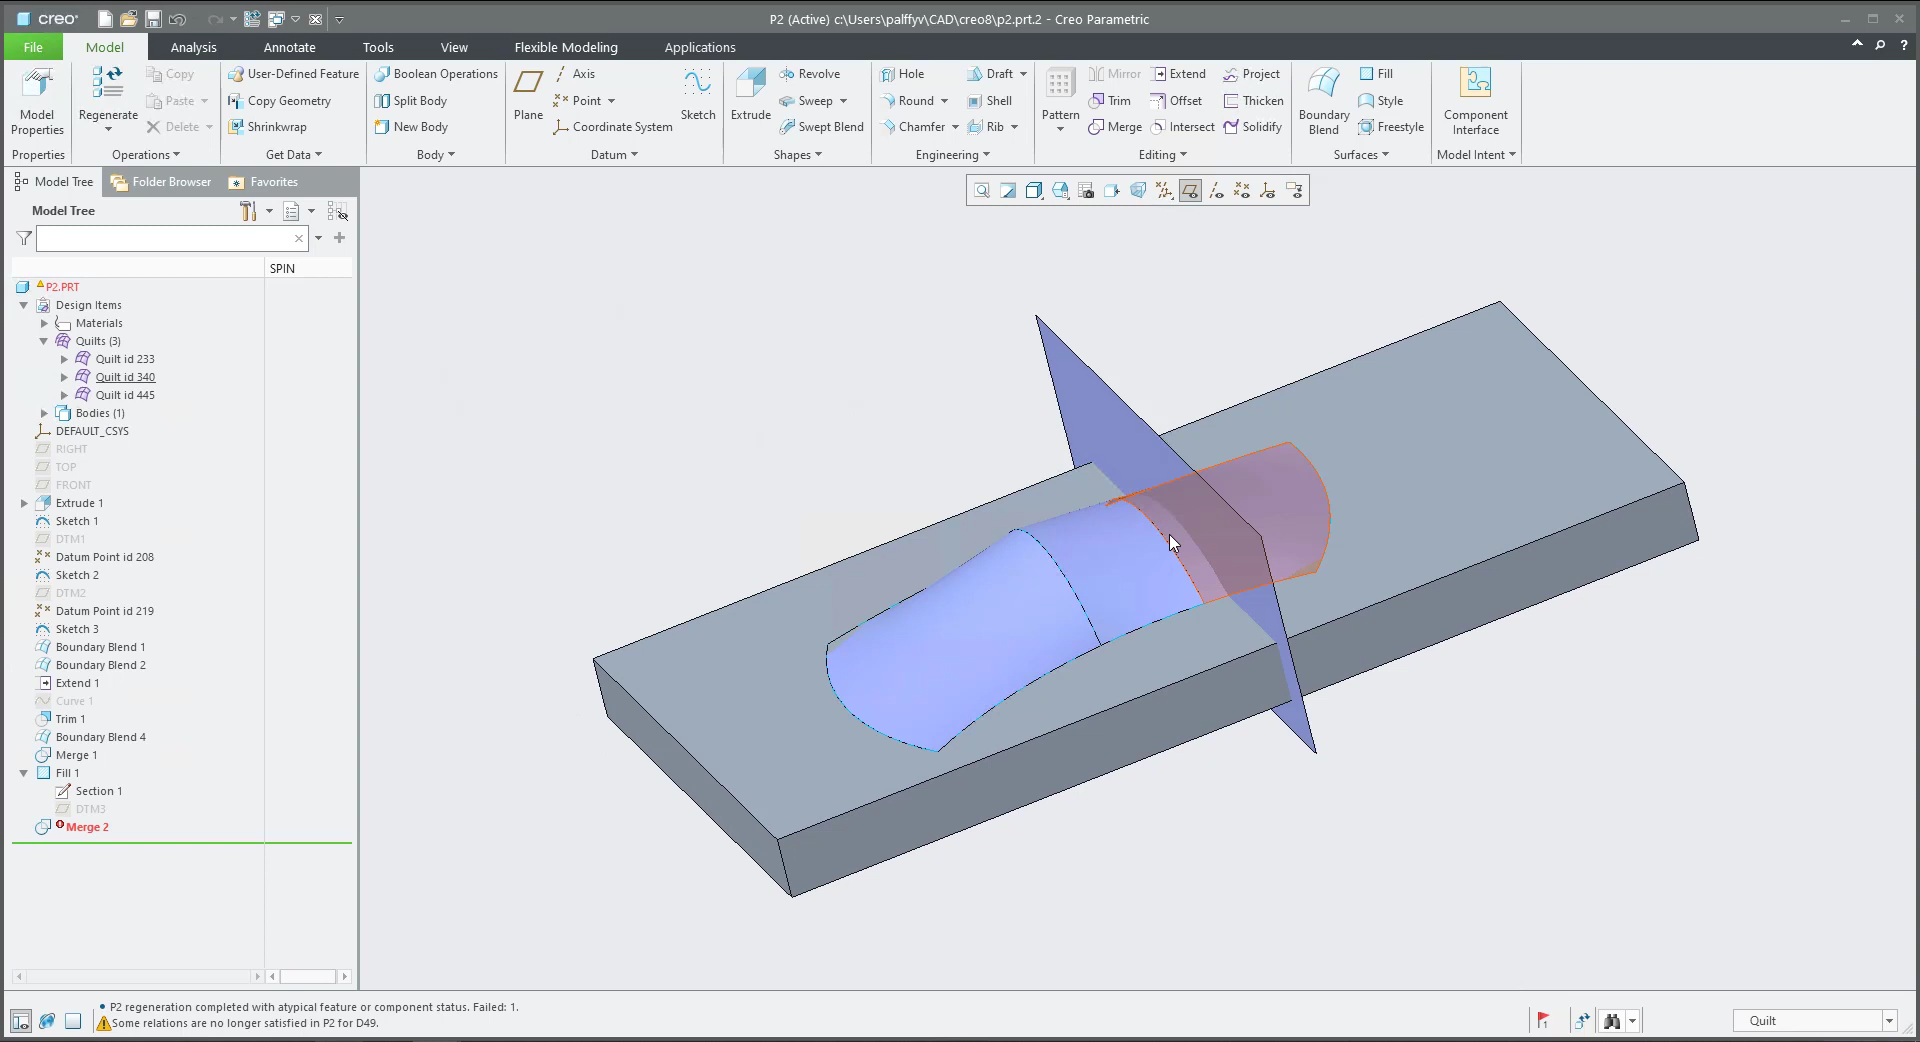 creo
P2 (Active) c:\Users\palffyv\CAD\creo8\p2.prt.2 - Creo Parametric
File Model Analysis Annotate Tools View Flexible Modeling Applications
Model Properties
Regenerate
Copy
Paste
Delete
User-Defined Feature
Copy Geometry
Shrinkwrap
Boolean Operations
Split Body
New Body
Plane
Axis
Point
Coordinate System
Sketch
Extrude
Revolve
Sweep
Swept Blend
Hole
Round
Chamfer
Draft
Shell
Rib
Pattern
Mirror
Trim
Merge
Extend
Offset
Intersect
Project
Thicken
Solidify
Boundary Blend
Fill
Style
Freestyle
Component Interface
Properties Operations Get Data Body Datum Shapes Engineering Editing Surfaces Model Intent
Model Tree Folder Browser Favorites
Model Tree
SPIN
P2.PRT
Design Items
Materials
Quilts (3)
Quilt id 233
Quilt id 340
Quilt id 445
Bodies (1)
DEFAULT_CSYS
RIGHT
TOP
FRONT
Extrude 1
Sketch 1
DTM1
Datum Point id 208
Sketch 2
DTM2
Datum Point id 219
Sketch 3
Boundary Blend 1
Boundary Blend 2
Extend 1
Curve 1
Trim 1
Boundary Blend 4
Merge 1
Fill 1
Section 1
DTM3
Merge 2
P2 regeneration completed with atypical feature or component status. Failed: 1.
Some relations are no longer satisfied in P2 for D49.
1
Quilt